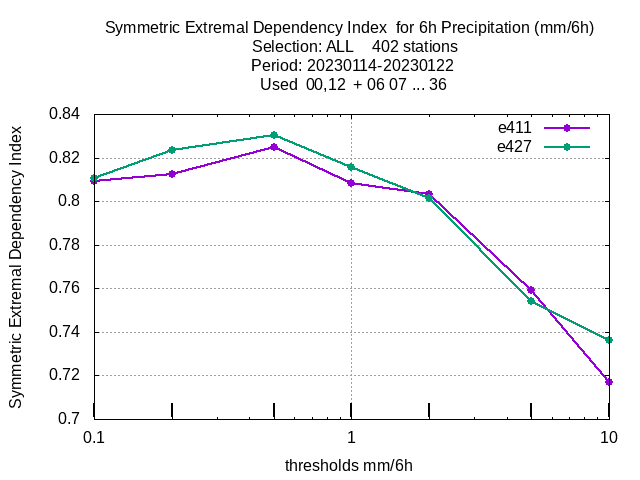 Symmetric Extremal Dependency Index  for 6h Precipitation (mm/6h)
Selection: ALL    402 stations
Period: 20230114-20230122
Used  00,12  + 06 07 ... 36
e411
e427
0.84
0.82
0.8
0.78
0.76
0.74
0.72
0.7
Symmetric Extremal Dependency Index
0.1 1 10
thresholds mm/6h